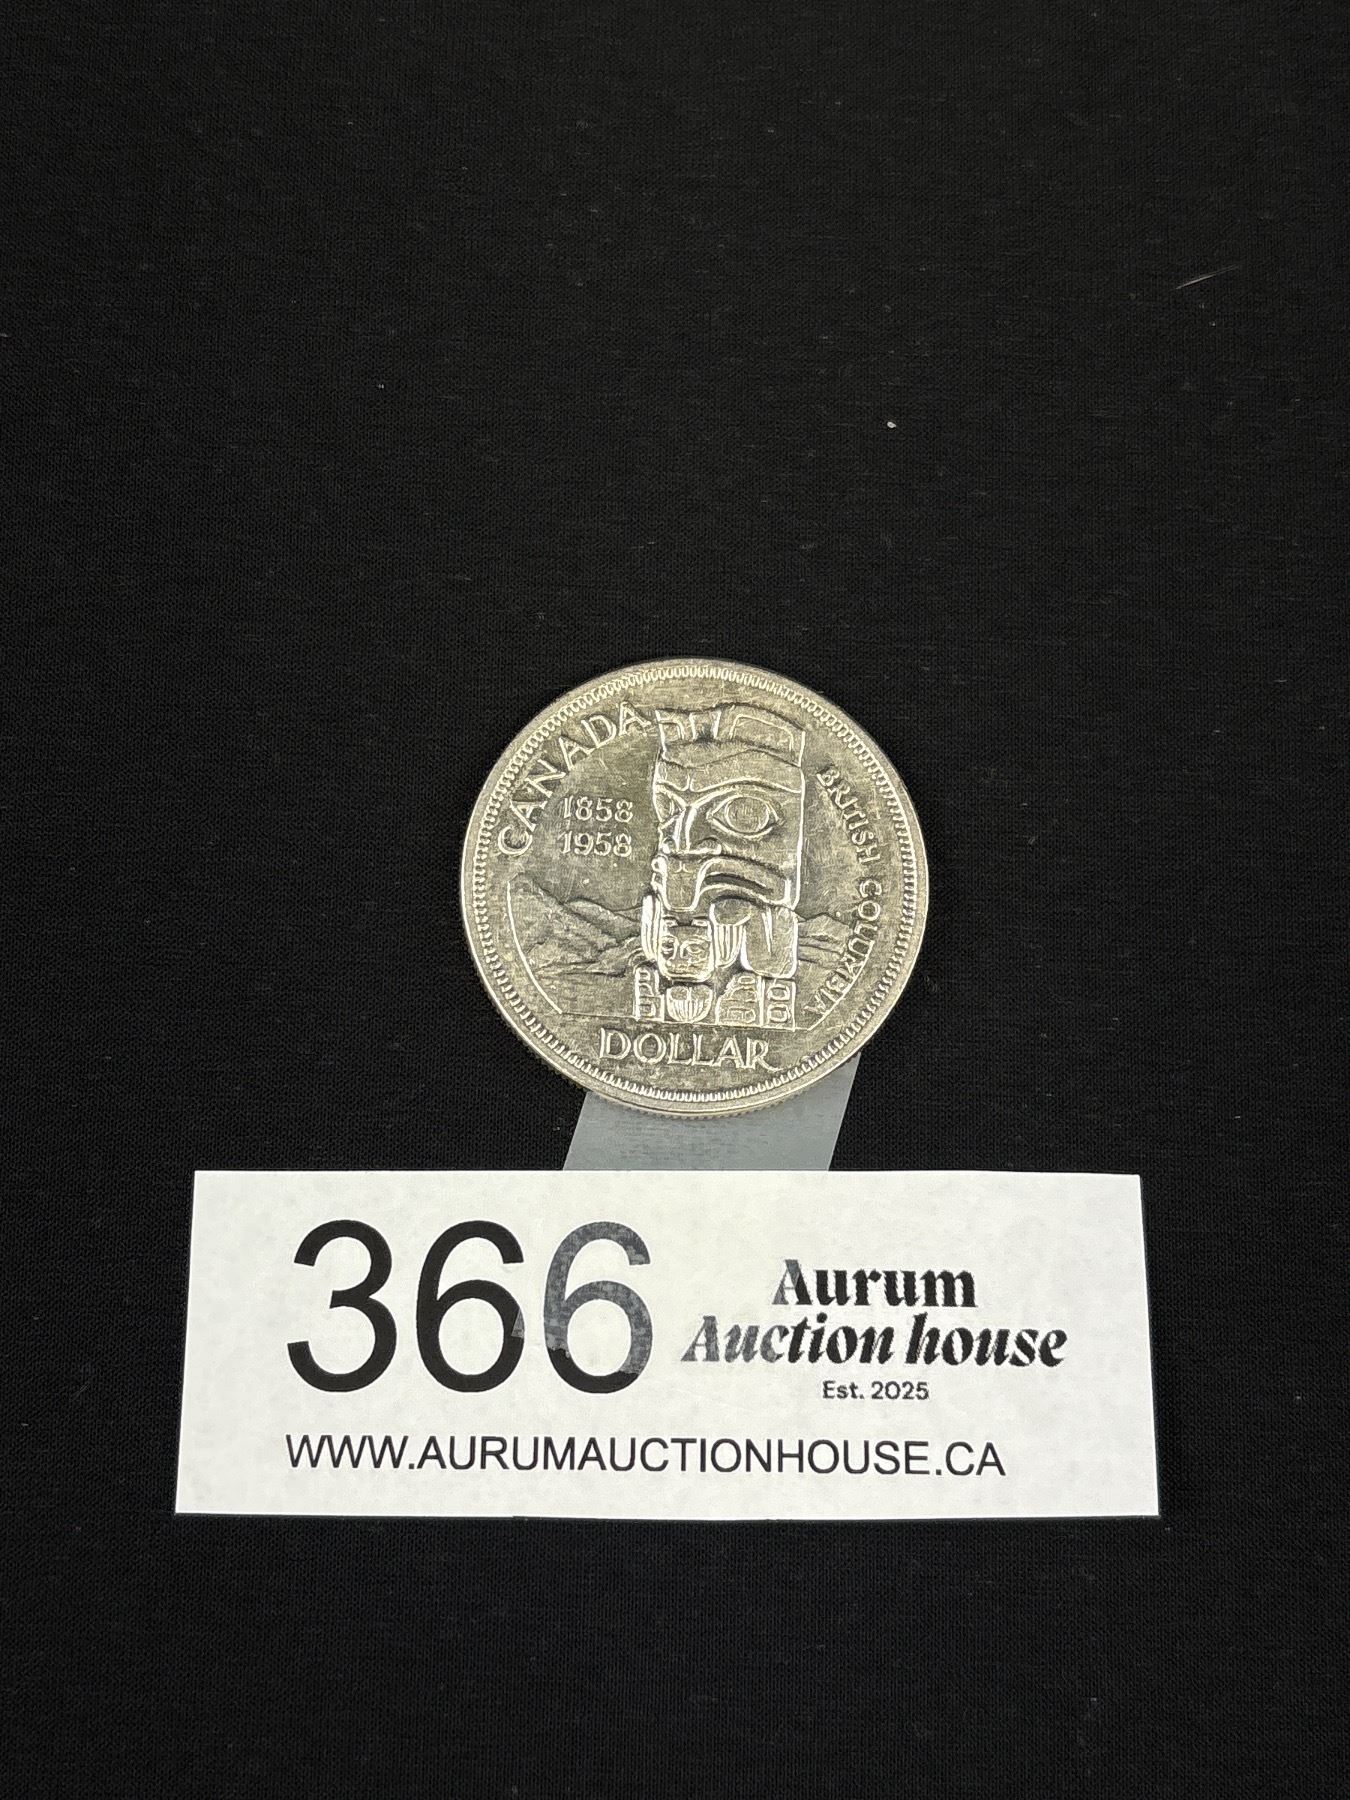 CANADA
1858
1958
BRITISH COLUMBIA
DOLLAR
366
Aurum
Auction house
Est. 2025
WWW.AURUMAUCTIONHOUSE.CA